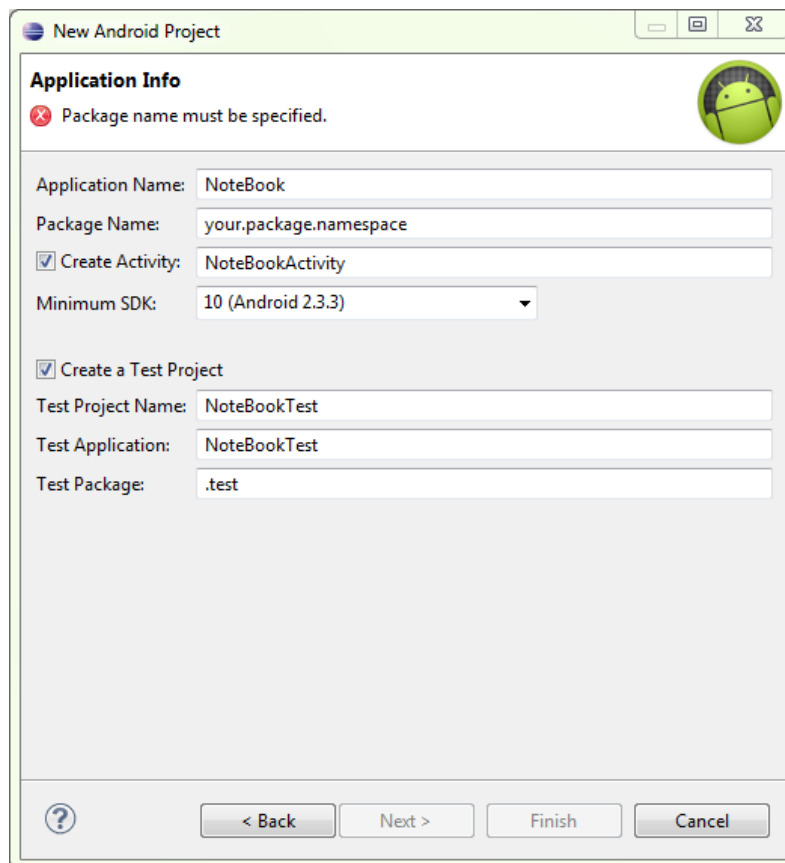 New Android Project
Application Info
Package name must be specified.
Application Name: NoteBook
Package Name: your.package.namespace
Create Activity: NoteBookActivity
Minimum SDK: 10 (Android 2.3.3)
Create a Test Project
Test Project Name: NoteBookTest
Test Application: NoteBookTest
Test Package: .test
? < Back Next > Finish Cancel